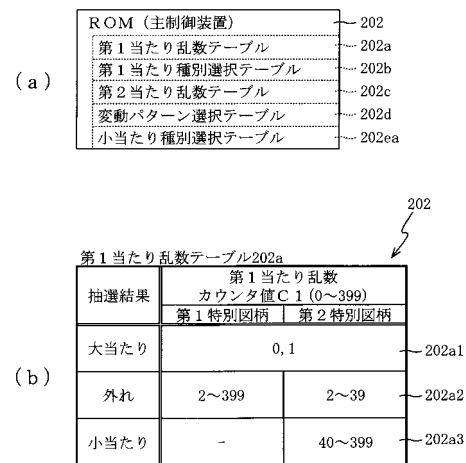 ROM（主制御装置） 202
第1当たり乱数テーブル 202a
第1当たり種別選択テーブル 202b
(a) 第2当たり乱数テーブル 202c
変動パターン選択テーブル 202d
小当たり種別選択テーブル 202ea
202
第1当たり乱数テーブル202a
抽選結果 第1当たり乱数
カウンタ値C1(0～399)
第1特別図柄 第2特別図柄
大当たり 0,1 202a1
(b) 外れ 2～399 2～39 202a2
小当たり - 40～399 202a3